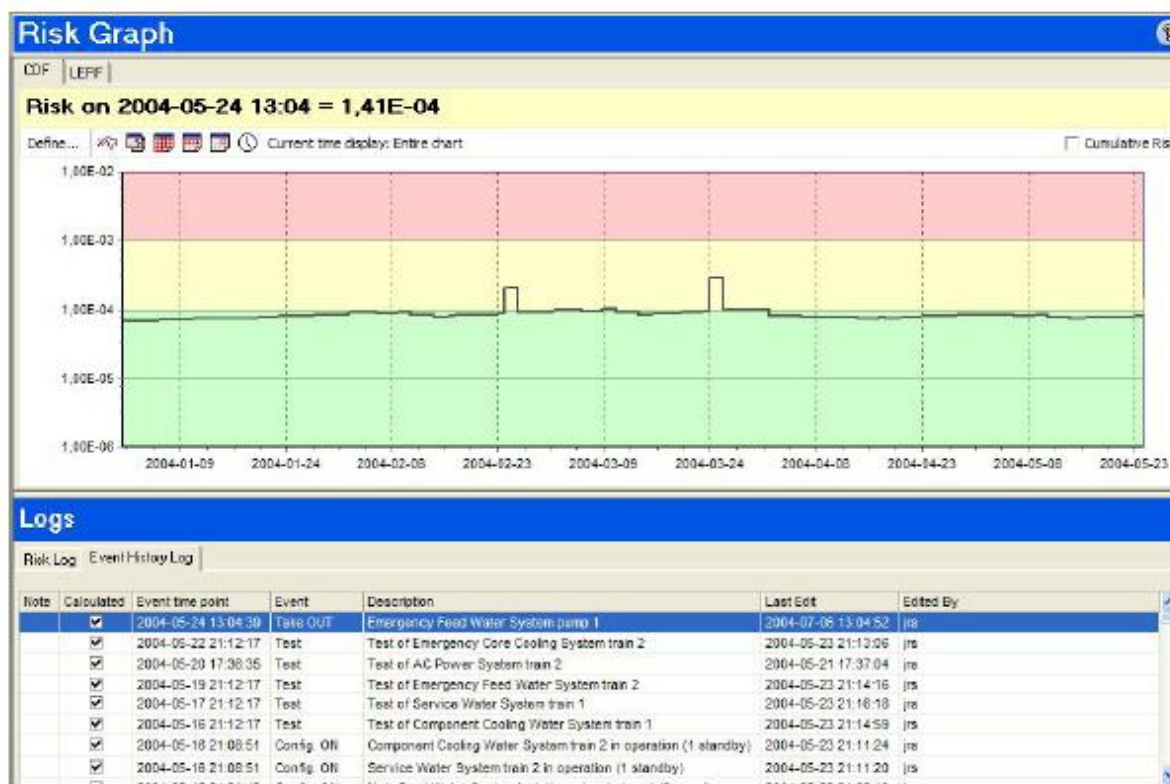 Risk Graph
CDF LERF
Risk on 2004-05-24 13:04 = 1,41E-04
Define... Current time display: Entire chart Cumulative Ris
1,00E-02
1,00E-03
1,00E-04
1,00E-05
1,00E-06
2004-01-09 2004-01-24 2004-02-08 2004-02-23 2004-03-09 2004-03-24 2004-04-08 2004-04-23 2004-05-08 2004-05-23
Logs
Risk Log Event History Log
Note Calculated Event time point Event Description Last Edit Edited By
2004-05-24 13:04:39 Take OUT Emergency Feed Water System pump 1 2004-07-06 13:04:52 jrs
2004-05-22 21:12:17 Test Test of Emergency Core Cooling System train 2 2004-05-23 21:13:06 jrs
2004-05-20 17:36:35 Test Test of AC Power System train 2 2004-05-21 17:37:04 jrs
2004-05-19 21:12:17 Test Test of Emergency Feed Water System train 2 2004-05-23 21:14:16 jrs
2004-05-17 21:12:17 Test Test of Service Water System train 1 2004-05-23 21:16:18 jrs
2004-05-16 21:12:17 Test Test of Component Cooling Water System train 1 2004-05-23 21:14:59 jrs
2004-05-16 21:08:51 Config. ON Component Cooling Water System train 2 in operation (1 standby) 2004-05-23 21:11:24 jrs
2004-05-16 21:08:51 Config. ON Service Water System train 2 in operation (1 standby) 2004-05-23 21:11:20 jrs